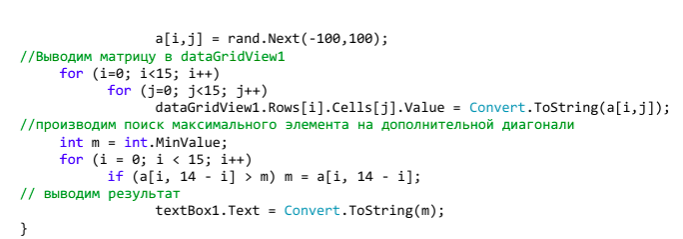 a[i,j] = rand.Next(-100,100);
//Выводим матрицу в dataGridView1
for (i=0; i<15; i++)
for (j=0; j<15; j++)
dataGridView1.Rows[i].Cells[j].Value = Convert.ToString(a[i,j]);
//производим поиск максимального элемента на дополнительной диагонали
int m = int.MinValue;
for (i = 0; i < 15; i++)
if (a[i, 14 - i] > m) m = a[i, 14 - i];
// выводим результат
textBox1.Text = Convert.ToString(m);
}